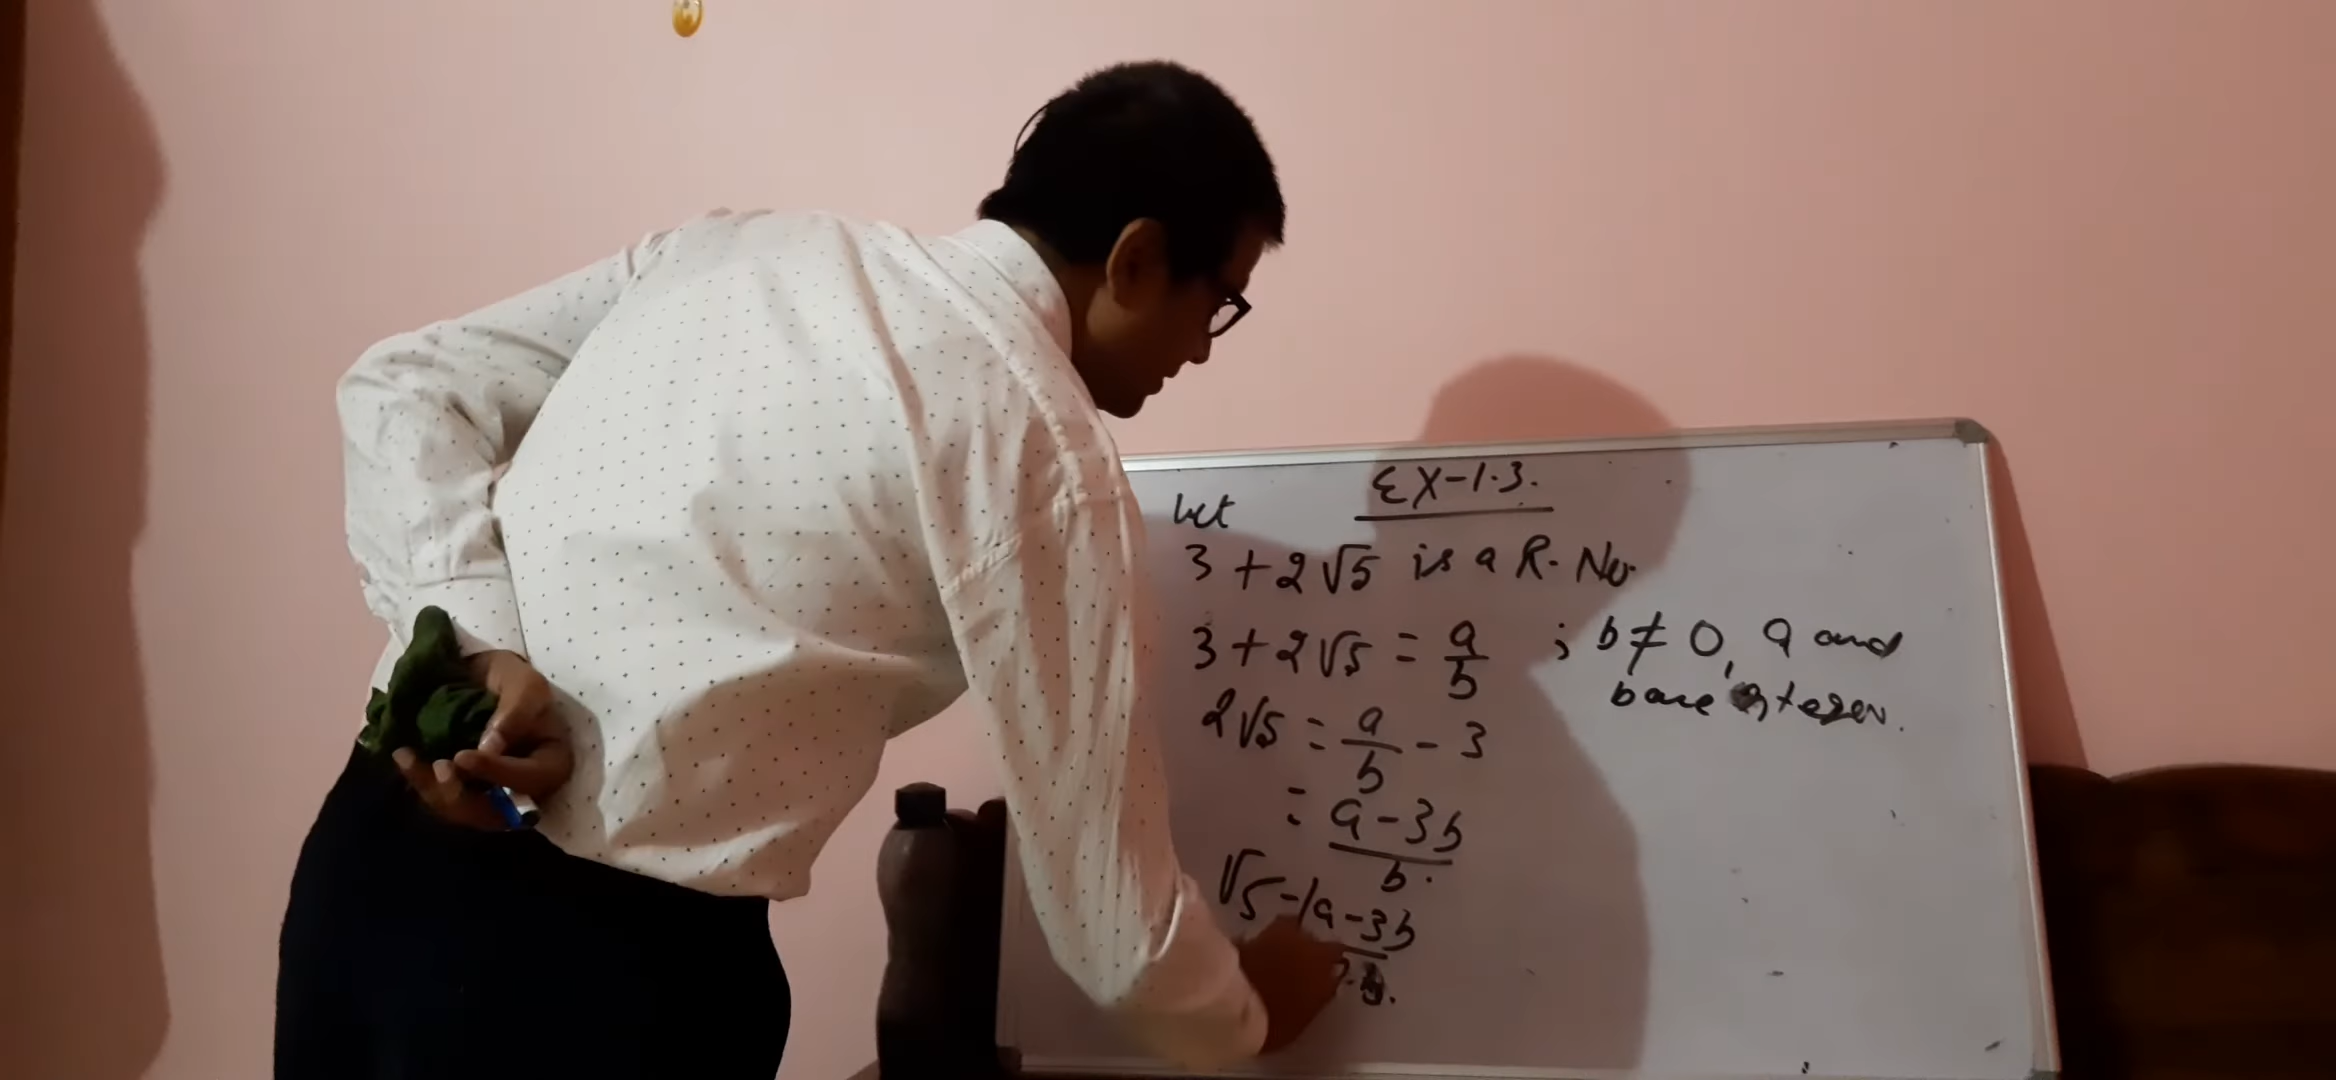 EX-1.3.
Let
3 + 2√5 is a R. No.
3 + 2√5 = a/b ; b ≠ 0, a and
b are integer.
2√5 = a/b - 3
= a - 3b / b.
√5 = a - 3b